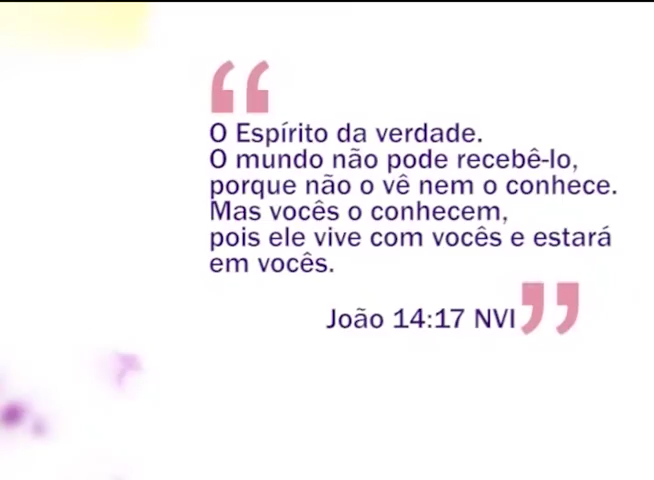 “
O Espírito da verdade.
O mundo não pode recebê-lo,
porque não o vê nem o conhece.
Mas vocês o conhecem,
pois ele vive com vocês e estará
em vocês.
João 14:17 NVI”